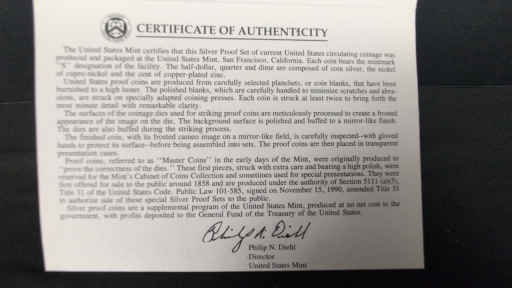 CERTIFICATE OF AUTHENTICITY
The United States Mint certifies that this Silver Proof Set of current United States circulating coinage was
produced and packaged at the United States Mint, San Francisco, California. Each coin bears the mintmark
"S" designation of the facility. The half-dollar, quarter and dime are composed of coin silver, the nickel
of cupro-nickel and the cent of copper-plated zinc.
United States proof coins are produced from carefully selected planchets, or coin blanks, that have been
burnished to a high luster. The polished blanks, which are carefully handled to minimize scratches and abra-
sions, are struck on specially adapted coining presses. Each coin is struck at least twice to bring forth the
most minute detail with remarkable clarity.
The surfaces of the coinage dies used for striking proof coins are meticulously processed to create a frosted
appearance of the image on the die. The background surface is polished and buffed to a mirror-like finish.
The dies are also buffed during the striking process.
The finished coin, with its frosted cameo image on a mirror-like field, is carefully inspected--with gloved
hands to protect its surface--before being assembled into sets. The proof coins are then placed in transparent
presentation cases.
Proof coins, referred to as "Master Coins" in the early days of the Mint, were originally produced to
"prove the correctness of the dies." These first pieces, struck with extra care and bearing a high polish, were
reserved for the Mint's Cabinet of Coins Collection and sometimes used for special presentations. They were
first offered for sale to the public around 1858 and are produced under the authority of Section 5111 (a)(3),
Title 31 of the United States Code. Public Law 101-585, signed on November 15, 1990, amended Title 31
to authorize sale of these special Silver Proof Sets to the public.
Silver proof coins are a supplemental program of the United States Mint, produced at no net cost to the
government, with profits deposited to the General Fund of the Treasury of the United States.
Philip N. Diehl
Philip N. Diehl
Director
United States Mint